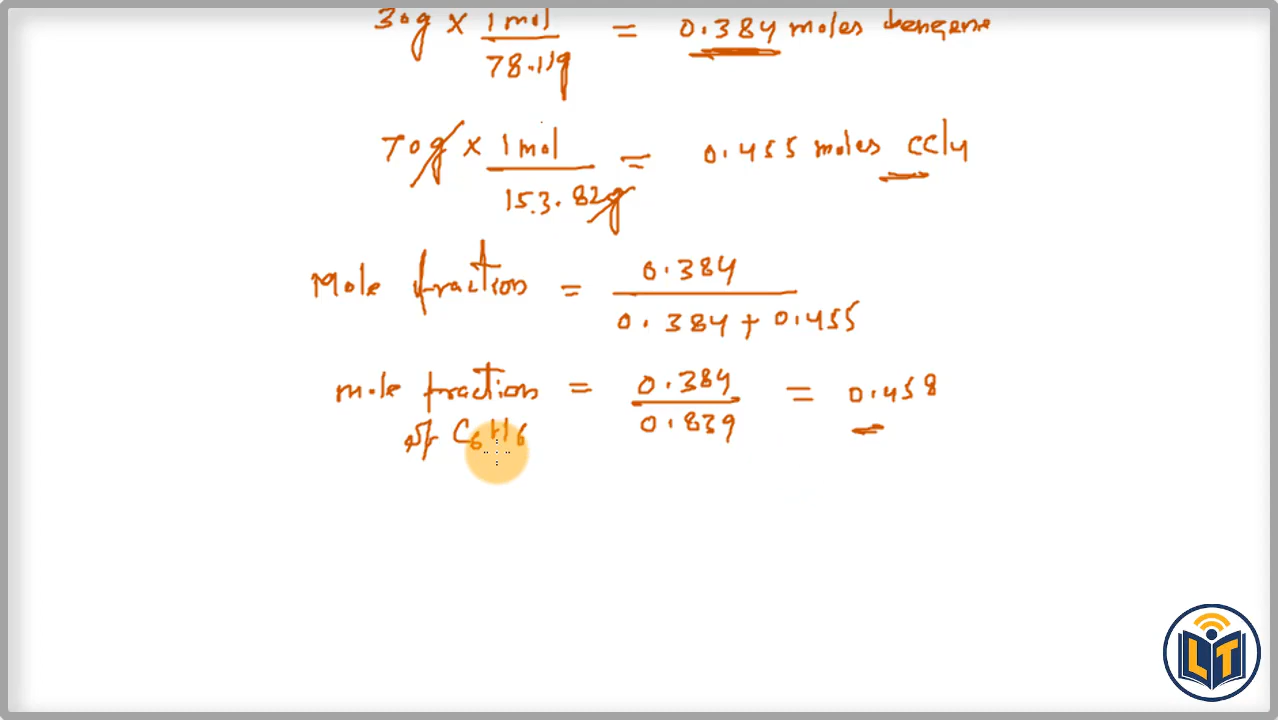 30g × 1 mol / 78.11g = 0.384 moles benzene
70g × 1 mol / 153.82g = 0.455 moles CCl4
Mole fraction = 0.384 / 0.384 + 0.455
mole fraction = 0.384 / 0.839 = 0.458
of C6H6
LT